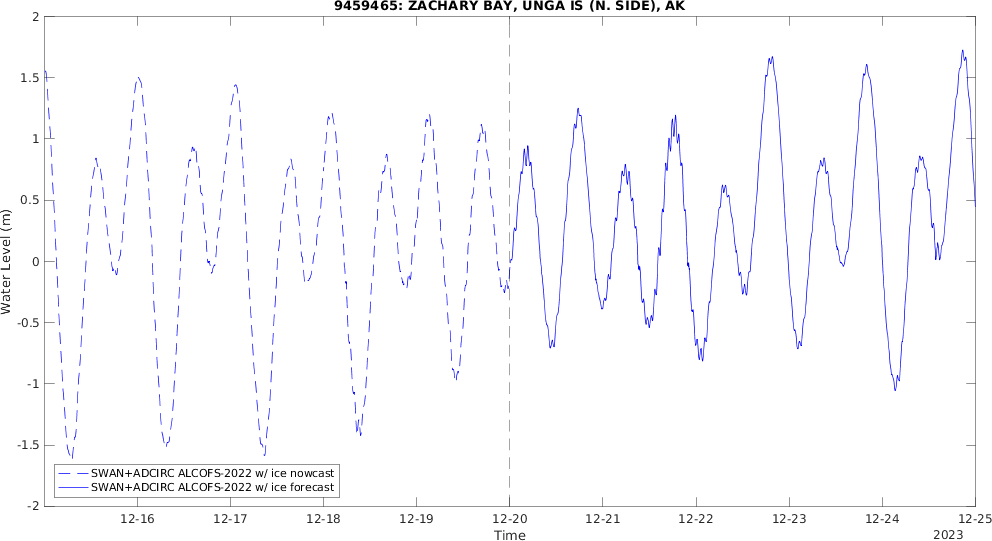 9459465: ZACHARY BAY, UNGA IS (N. SIDE), AK
2
1.5
1
0.5
0
-0.5
-1
-1.5
-2
Water Level (m)
SWAN+ADCIRC ALCOFS-2022 w/ ice nowcast
SWAN+ADCIRC ALCOFS-2022 w/ ice forecast
12-16 12-17 12-18 12-19 12-20 12-21 12-22 12-23 12-24 12-25
Time
2023